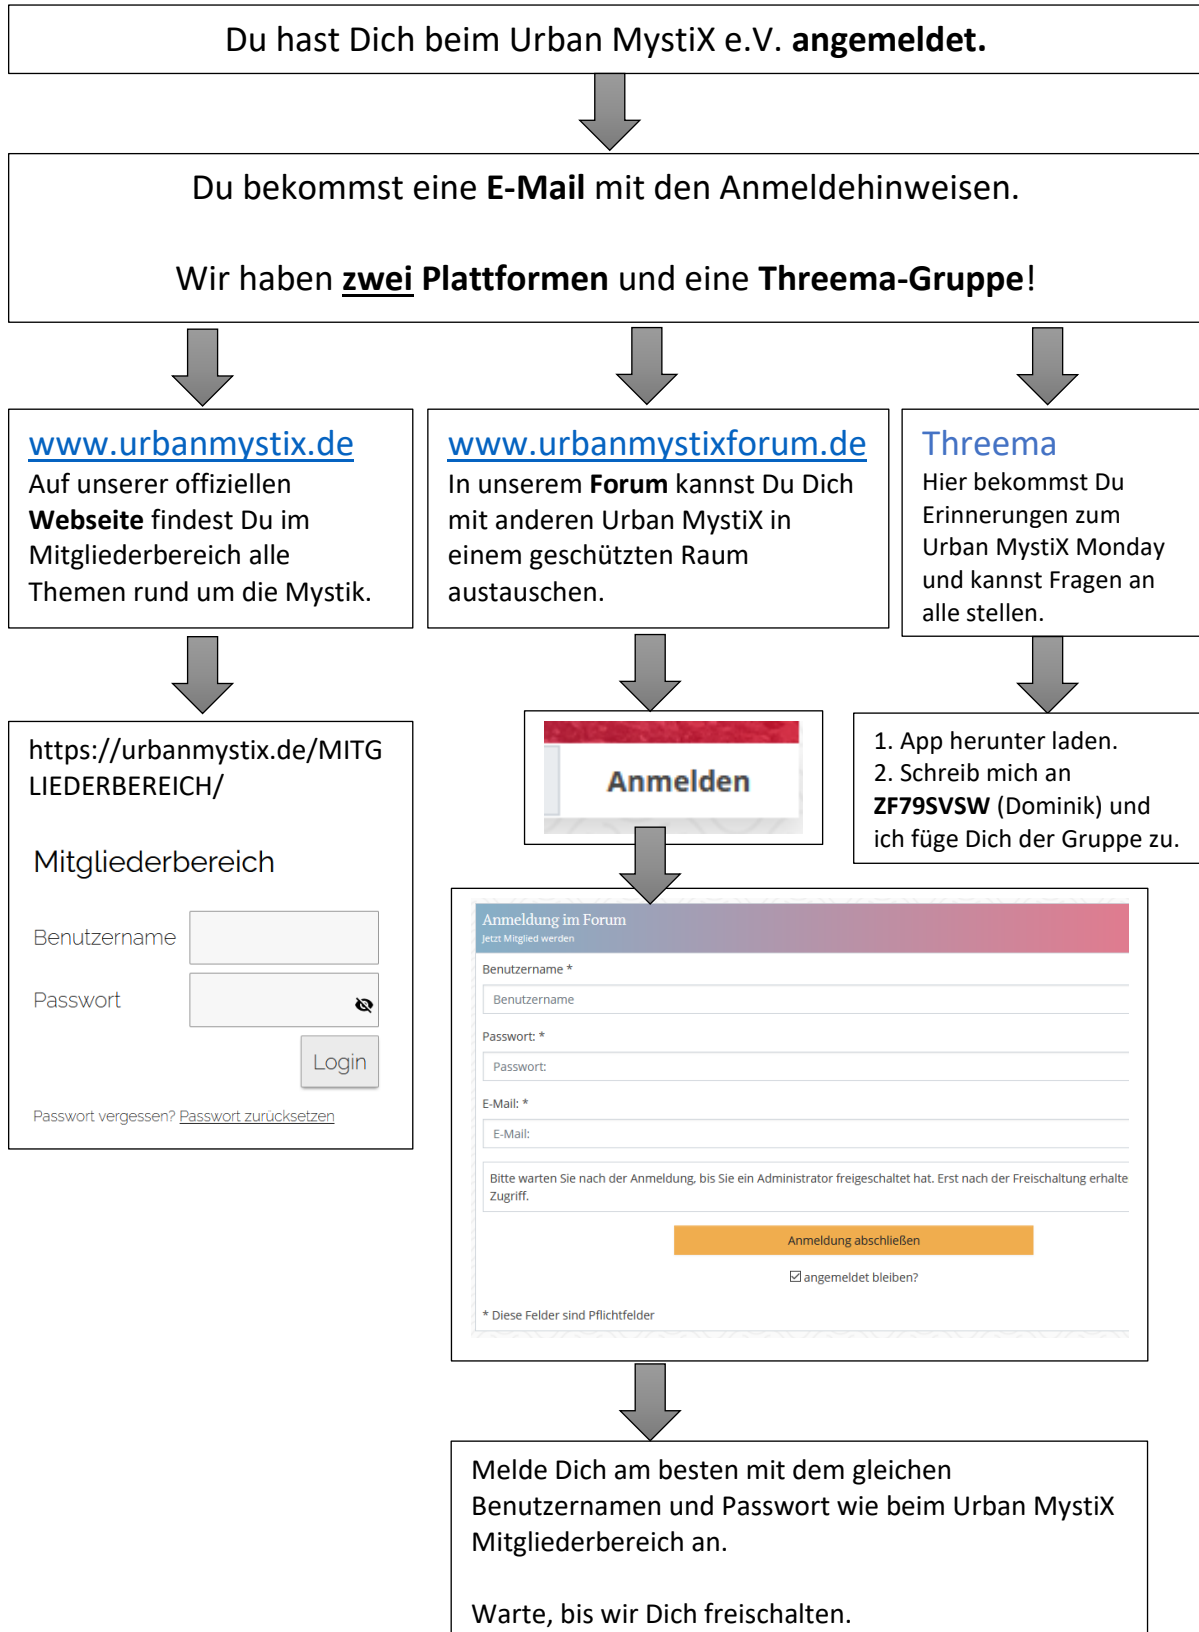 Du hast Dich beim Urban MystiX e.V. angemeldet.
Du bekommst eine E-Mail mit den Anmeldehinweisen.
Wir haben zwei Plattformen und eine Threema-Gruppe!
www.urbanmystix.de
Auf unserer offiziellen
Webseite findest Du im
Mitgliederbereich alle
Themen rund um die Mystik.
www.urbanmystixforum.de
In unserem Forum kannst Du Dich
mit anderen Urban MystiX in
einem geschützten Raum
austauschen.
Threema
Hier bekommst Du
Erinnerungen zum
Urban MystiX Monday
und kannst Fragen an
alle stellen.
https://urbanmystix.de/MITG
LIEDERBEREICH/
Mitgliederbereich
Benutzername
Passwort
Login
Passwort vergessen? Passwort zurücksetzen
Anmelden
1. App herunter laden.
2. Schreib mich an
ZF79SVSW (Dominik) und
ich füge Dich der Gruppe zu.
Anmeldung im Forum
Jetzt Mitglied werden
Benutzername *
Benutzername
Passwort: *
Passwort:
E-Mail: *
E-Mail:
Bitte warten Sie nach der Anmeldung, bis Sie ein Administrator freigeschaltet hat. Erst nach der Freischaltung erhalte
Zugriff.
Anmeldung abschließen
angemeldet bleiben?
* Diese Felder sind Pflichtfelder
Melde Dich am besten mit dem gleichen
Benutzernamen und Passwort wie beim Urban MystiX
Mitgliederbereich an.
Warte, bis wir Dich freischalten.